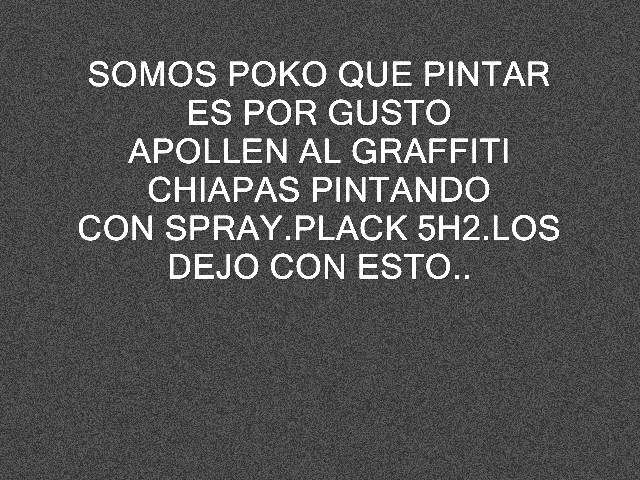 SOMOS POKO QUE PINTAR
ES POR GUSTO
APOLLEN AL GRAFFITI
CHIAPAS PINTANDO
CON SPRAY.PLACK 5H2.LOS
DEJO CON ESTO..